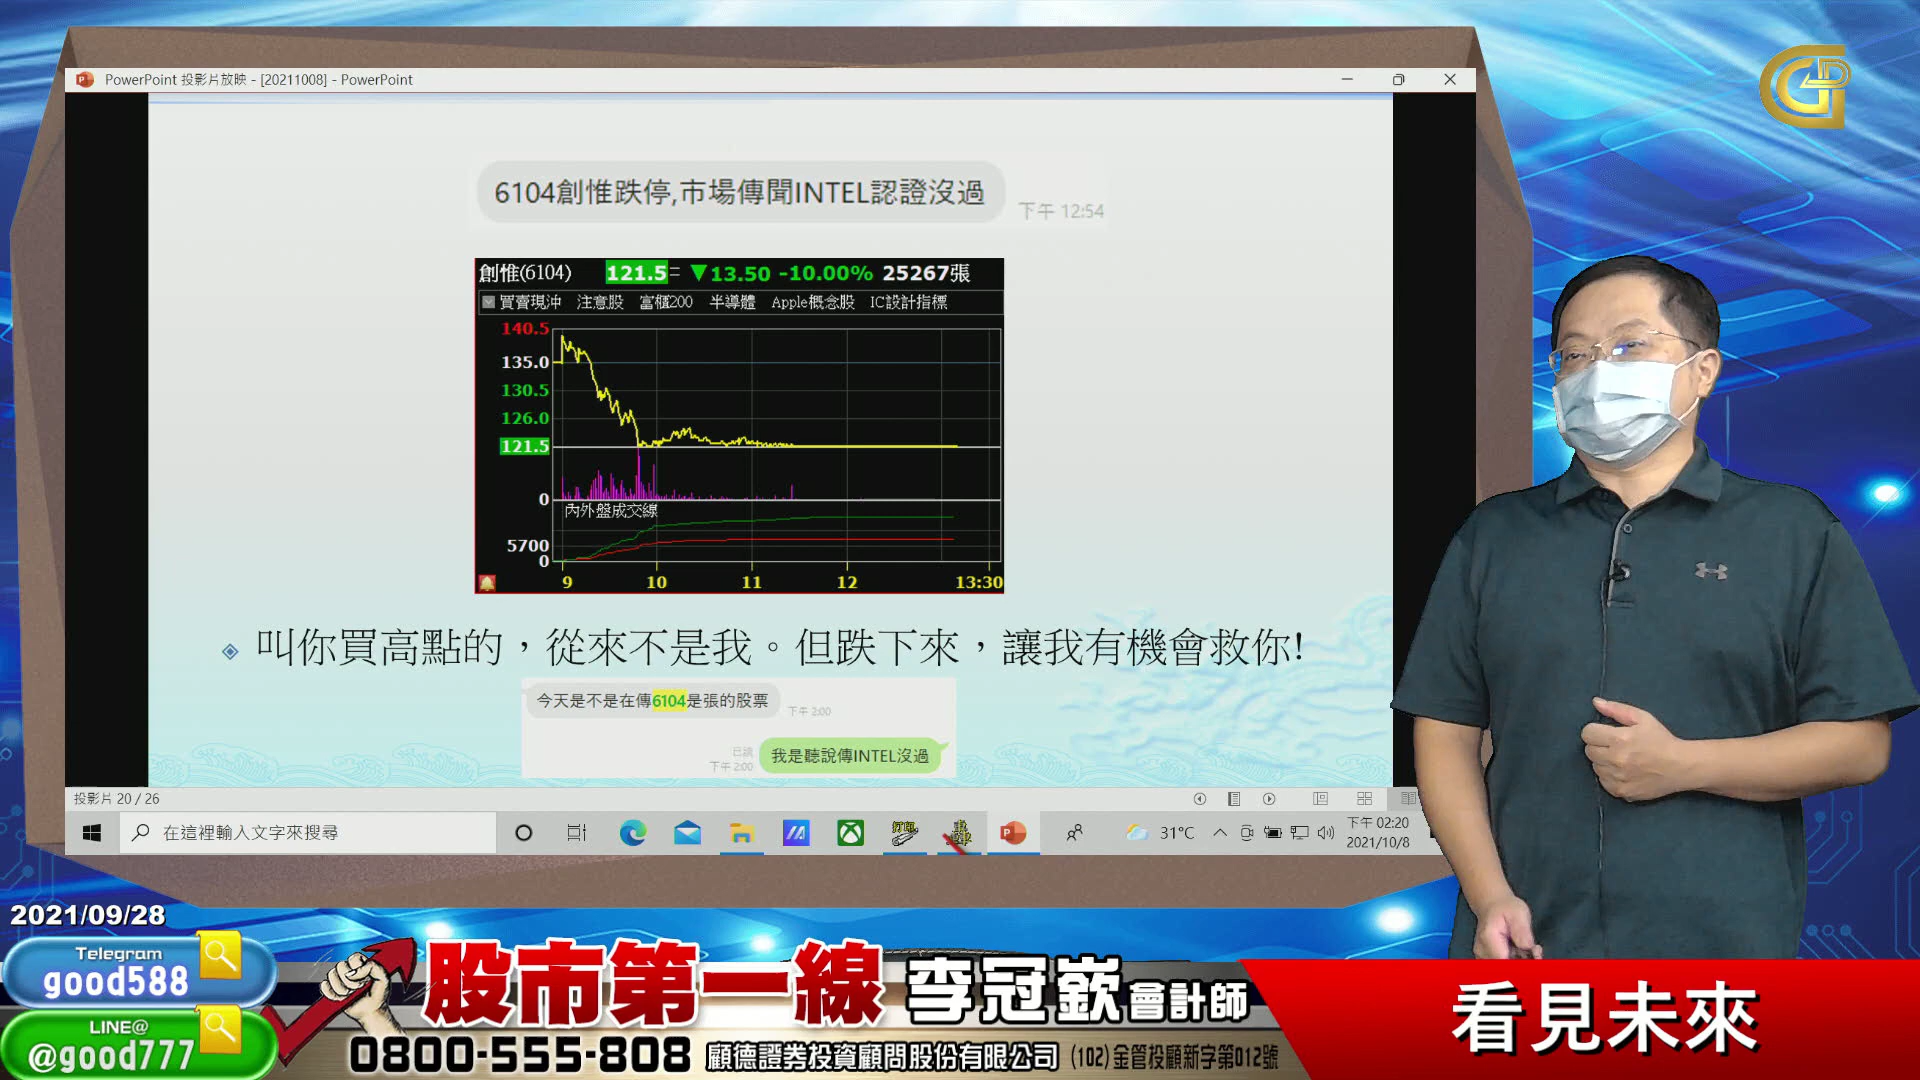 PowerPoint 投影片放映 - [20211008] - PowerPoint
6104創惟跌停,市場傳聞INTEL認證沒過
下午 12:54
創惟(6104) 121.5= ▼13.50 -10.00% 25267張
買賣現沖 注意股 富櫃200 半導體 Apple概念股 IC設計指標
140.5
135.0
130.5
126.0
121.5
0
內外盤成交線
5700
0
9 10 11 12 13:30
叫你買高點的，從來不是我。但跌下來，讓我有機會救你!
今天是不是在傳6104是張的股票
下午 2:00
已讀
下午 2:00
我是聽說傳INTEL沒過
投影片 20 / 26
在這裡輸入文字來搜尋
31°C
下午 02:20
2021/10/8
2021/09/28
Telegram
good588
LINE@
@good777
股市第一線 李冠嶔會計師
0800-555-808 顧德證券投資顧問股份有限公司 (102)金管投顧新字第012號
看見未來